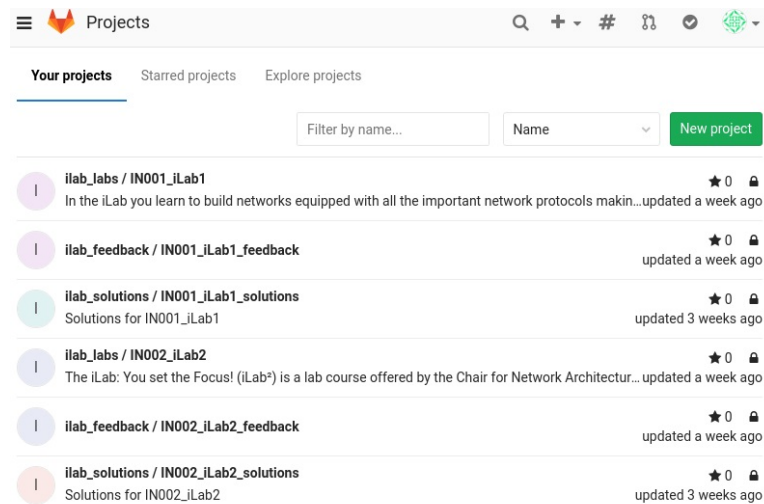 Projects
Your projects Starred projects Explore projects
Filter by name... Name New project
I ilab_labs / IN001_iLab1 0
In the iLab you learn to build networks equipped with all the important network protocols makin... updated a week ago
I ilab_feedback / IN001_iLab1_feedback 0
updated a week ago
I ilab_solutions / IN001_iLab1_solutions 0
Solutions for IN001_iLab1 updated 3 weeks ago
I ilab_labs / IN002_iLab2 0
The iLab: You set the Focus! (iLab²) is a lab course offered by the Chair for Network Architectur... updated a week ago
I ilab_feedback / IN002_iLab2_feedback 0
updated a week ago
I ilab_solutions / IN002_iLab2_solutions 0
Solutions for IN002_iLab2 updated 3 weeks ago